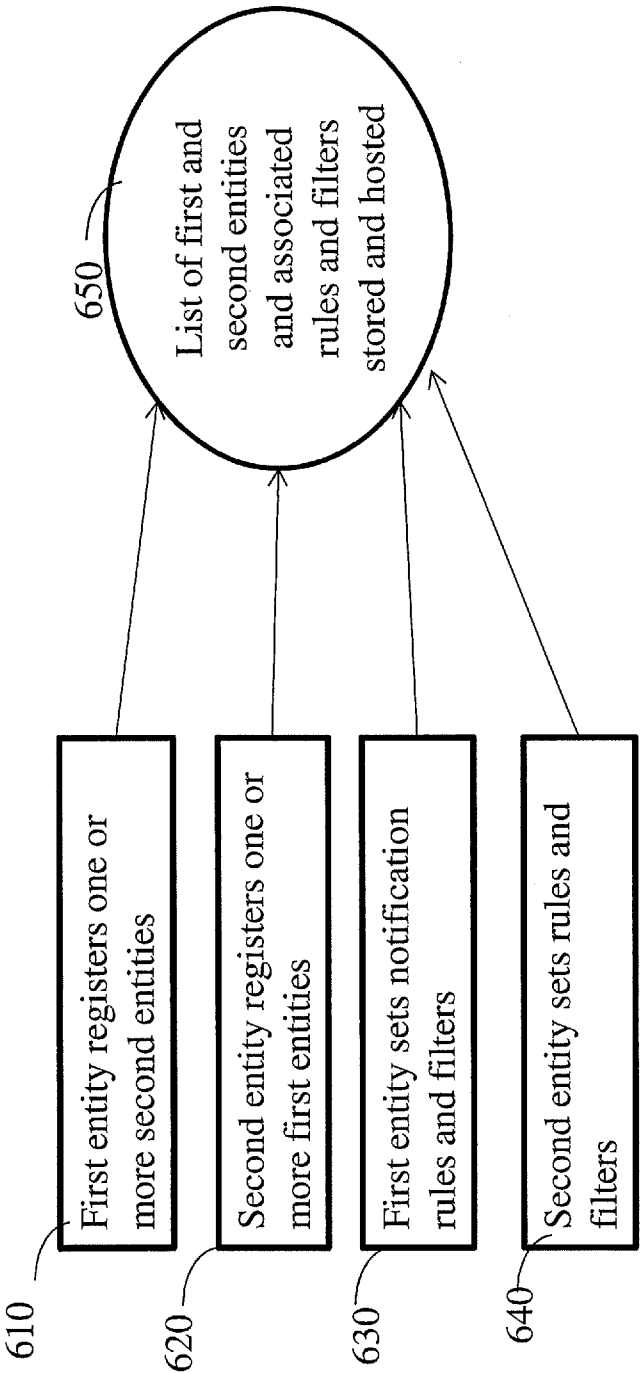 610
First entity registers one or
more second entities
620
Second entity registers one or
more first entities
630
First entity sets notification
rules and filters
640
Second entity sets rules and
filters
650
List of first and
second entities
and associated
rules and filters
stored and hosted